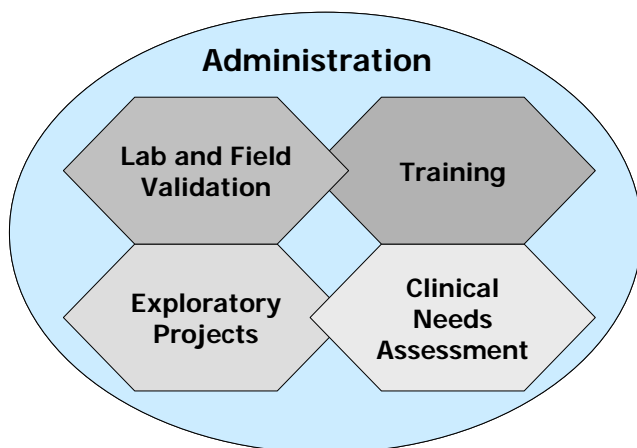 Administration
Lab and Field
Validation
Training
Exploratory
Projects
Clinical
Needs
Assessment